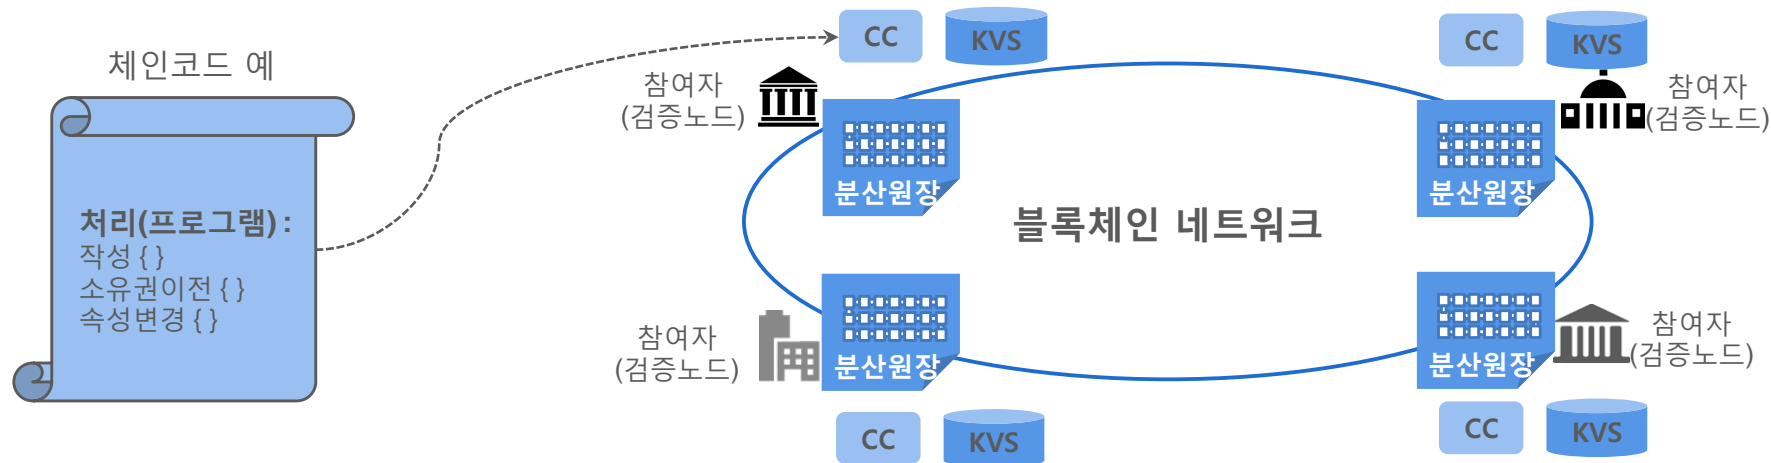 체인코드 예
처리(프로그램) :
작성 { }
소유권이전 { }
속성변경 { }
CC
KVS
참여자
(검증노드)
분산원장
CC
KVS
참여자
(검증노드)
분산원장
블록체인 네트워크
참여자
(검증노드)
분산원장
CC
KVS
참여자
(검증노드)
분산원장
CC
KVS